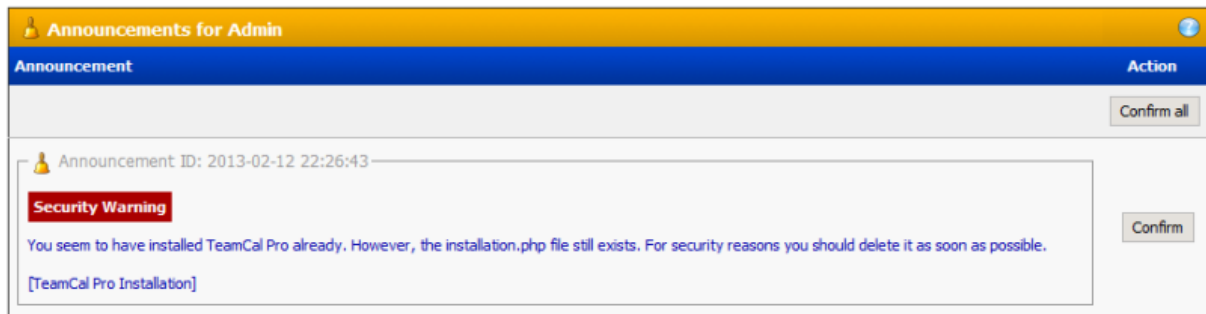 Announcements for Admin
Announcement Action
Confirm all
Announcement ID: 2013-02-12 22:26:43
Security Warning
You seem to have installed TeamCal Pro already. However, the installation.php file still exists. For security reasons you should delete it as soon as possible.
Confirm
[TeamCal Pro Installation]